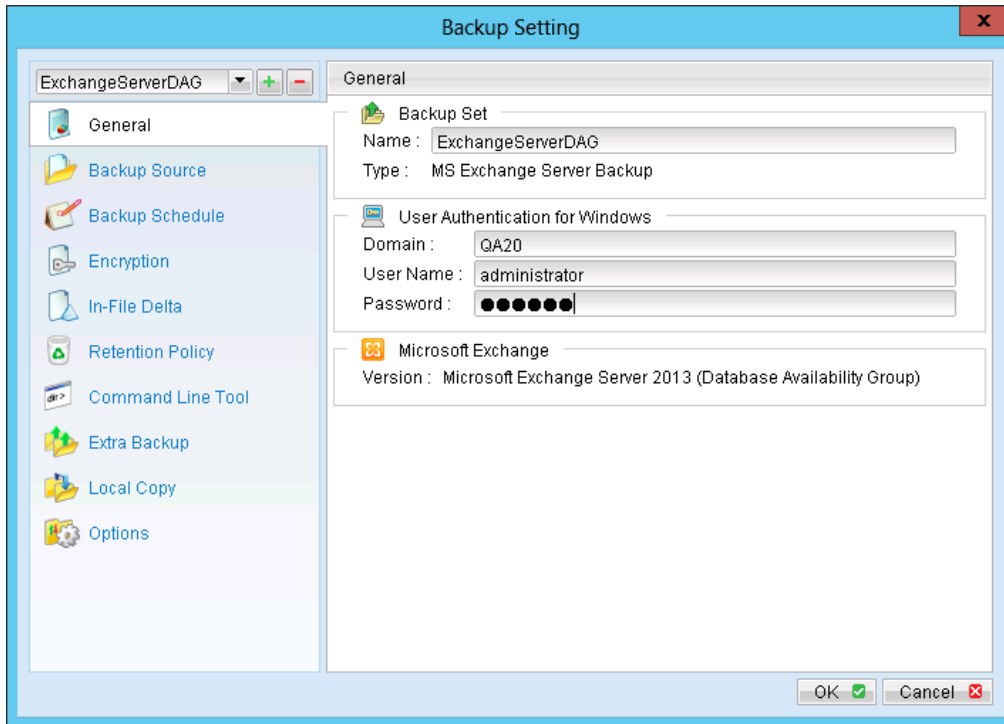 Backup Setting
x
ExchangeServerDAG
General
Backup Source
Backup Schedule
Encryption
In-File Delta
Retention Policy
Command Line Tool
Extra Backup
Local Copy
Options
General
Backup Set
Name : ExchangeServerDAG
Type : MS Exchange Server Backup
User Authentication for Windows
Domain : QA20
User Name : administrator
Password : ●●●●●●
Microsoft Exchange
Version : Microsoft Exchange Server 2013 (Database Availability Group)
OK
Cancel